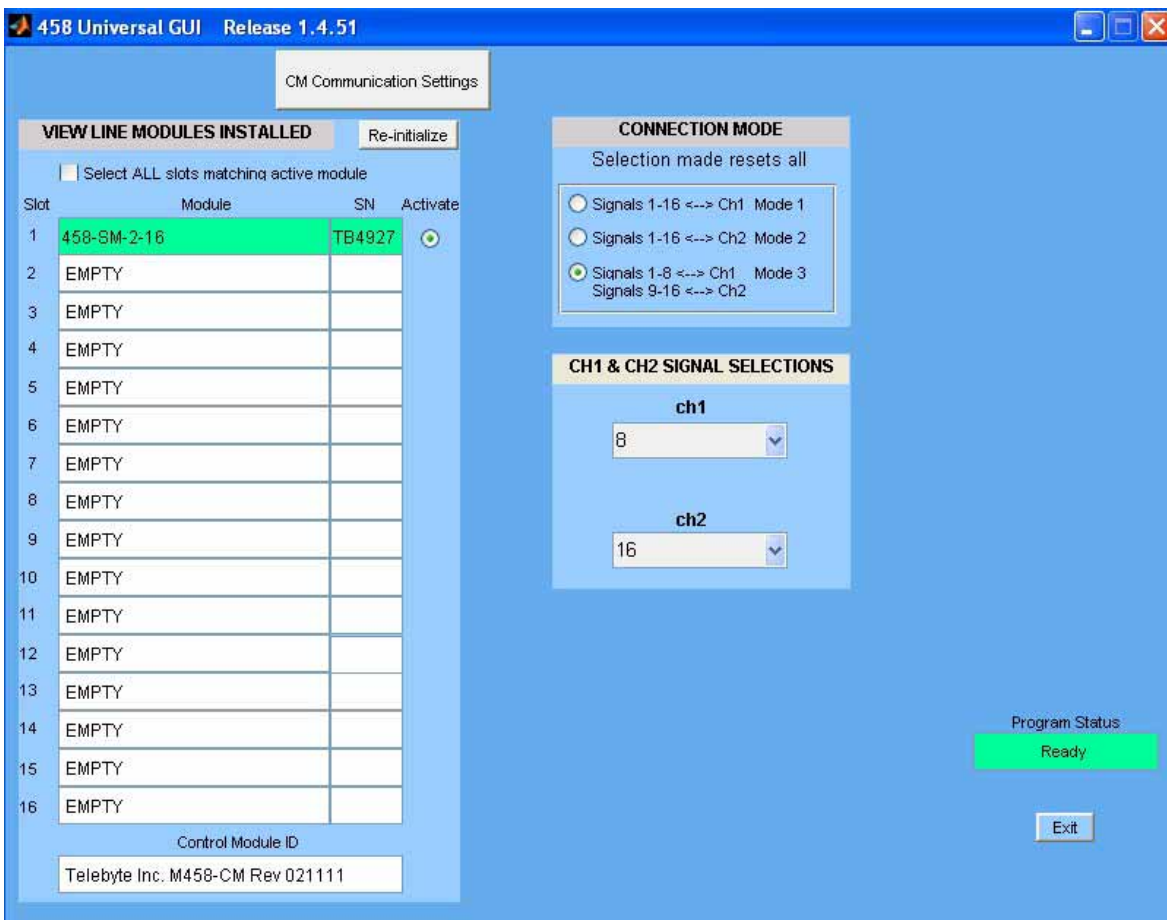 458 Universal GUI Release 1.4.51
CM Communication Settings
VIEW LINE MODULES INSTALLED
Re-initialize
Select ALL slots matching active module
Slot Module SN Activate
1 458-SM-2-16 TB4927
2 EMPTY
3 EMPTY
4 EMPTY
5 EMPTY
6 EMPTY
7 EMPTY
8 EMPTY
9 EMPTY
10 EMPTY
11 EMPTY
12 EMPTY
13 EMPTY
14 EMPTY
15 EMPTY
16 EMPTY
Control Module ID
Telebyte Inc. M458-CM Rev 021111
CONNECTION MODE
Selection made resets all
Signals 1-16 <--> Ch1 Mode 1
Signals 1-16 <--> Ch2 Mode 2
Signals 1-8 <--> Ch1 Mode 3
Signals 9-16 <--> Ch2
CH1 & CH2 SIGNAL SELECTIONS
ch1
8
ch2
16
Program Status
Ready
Exit